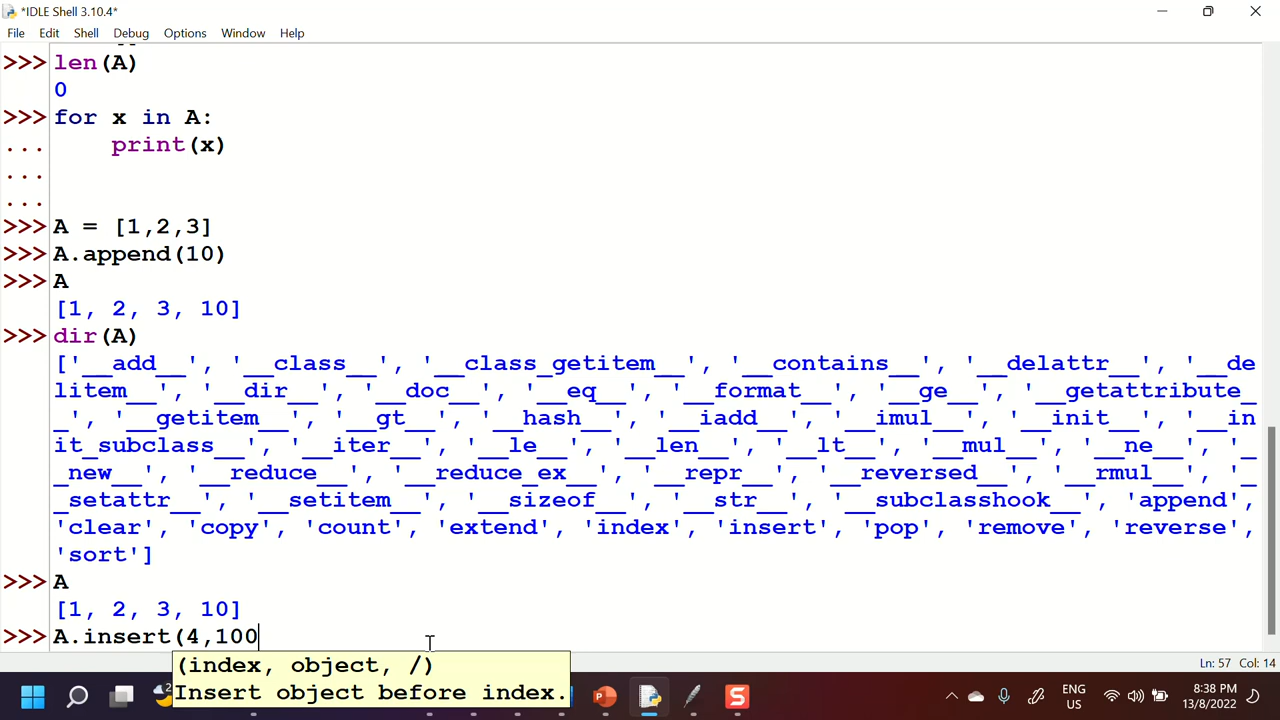 *IDLE Shell 3.10.4*
File Edit Shell Debug Options Window Help
>>> len(A)
0
>>> for x in A:
...     print(x)
...
...
>>> A = [1,2,3]
>>> A.append(10)
>>> A
[1, 2, 3, 10]
>>> dir(A)
['__add__', '__class__', '__class_getitem__', '__contains__', '__delattr__', '__de
litem__', '__dir__', '__doc__', '__eq__', '__format__', '__ge__', '__getattribute_
_', '__getitem__', '__gt__', '__hash__', '__iadd__', '__imul__', '__init__', '__in
it_subclass__', '__iter__', '__le__', '__len__', '__lt__', '__mul__', '__ne__', '_
_new__', '__reduce__', '__reduce_ex__', '__repr__', '__reversed__', '__rmul__', '_
_setattr__', '__setitem__', '__sizeof__', '__str__', '__subclasshook__', 'append',
'clear', 'copy', 'count', 'extend', 'index', 'insert', 'pop', 'remove', 'reverse',
'sort']
>>> A
[1, 2, 3, 10]
>>> A.insert(4,100
(index, object, /)
Insert object before index.
Ln: 57 Col: 14
2
ENG
US
8:38 PM
13/8/2022